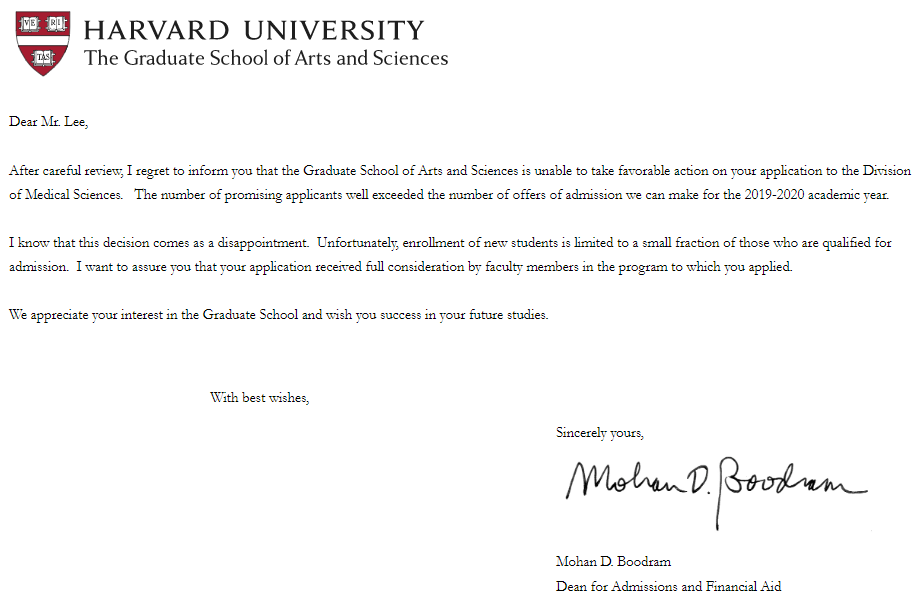 VE RI
TAS
HARVARD UNIVERSITY
The Graduate School of Arts and Sciences
Dear Mr. Lee,
After careful review, I regret to inform you that the Graduate School of Arts and Sciences is unable to take favorable action on your application to the Division
of Medical Sciences.   The number of promising applicants well exceeded the number of offers of admission we can make for the 2019-2020 academic year.
I know that this decision comes as a disappointment.  Unfortunately, enrollment of new students is limited to a small fraction of those who are qualified for
admission.  I want to assure you that your application received full consideration by faculty members in the program to which you applied.
We appreciate your interest in the Graduate School and wish you success in your future studies.
With best wishes,
Sincerely yours,
Mohan D. Boodram
Mohan D. Boodram
Dean for Admissions and Financial Aid